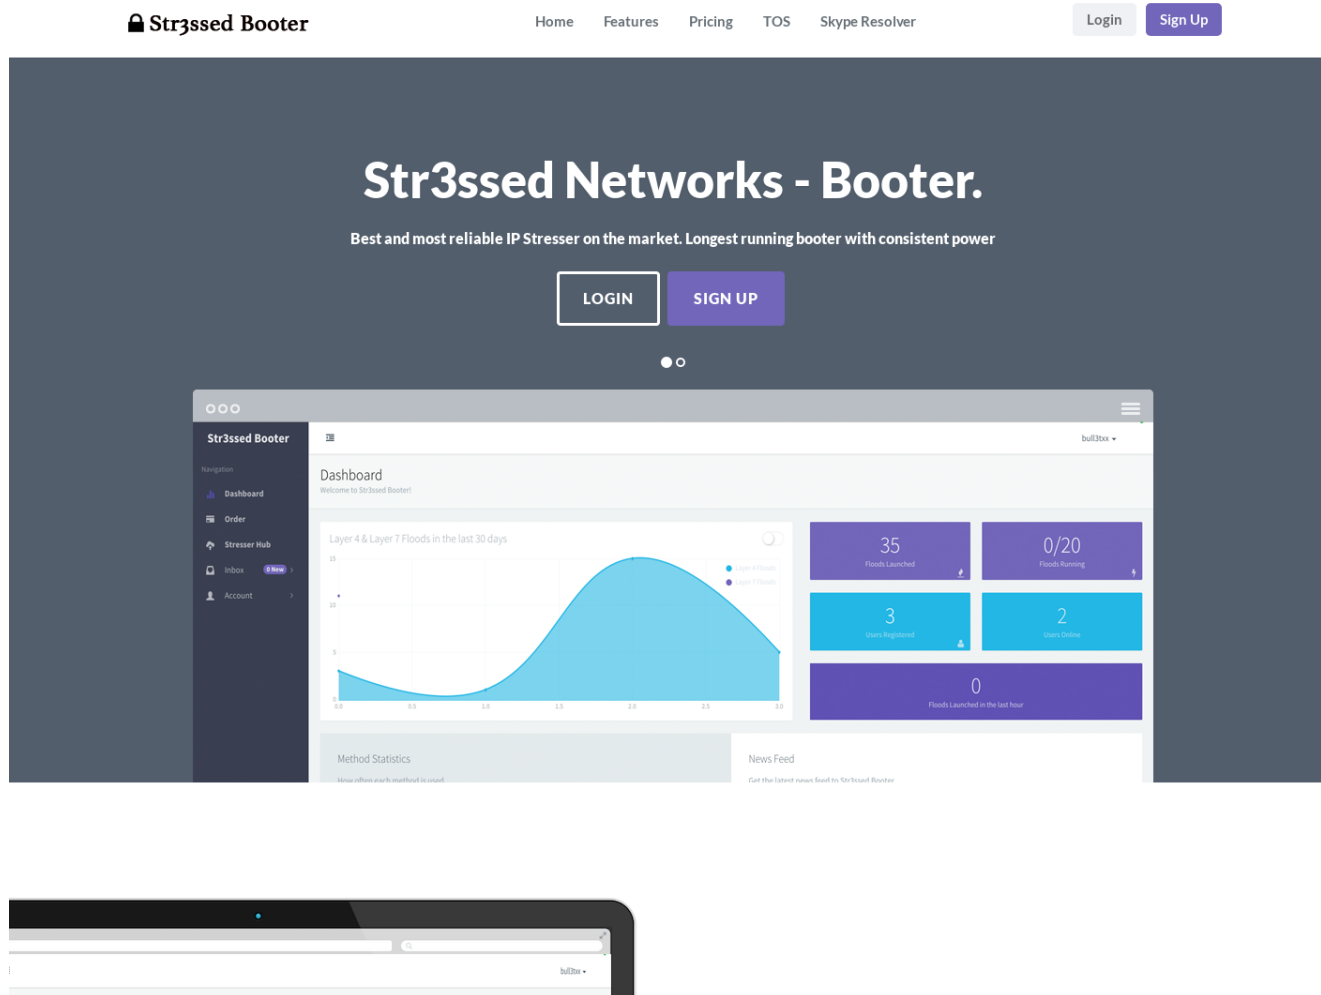 Str3ssed Booter
Home Features Pricing TOS Skype Resolver
Login Sign Up
Str3ssed Networks - Booter.
Best and most reliable IP Stresser on the market. Longest running booter with consistent power
LOGIN SIGN UP
Str3ssed Booter
bull3txx
Navigation
Dashboard
Order
Stresser Hub
Inbox 0 New
Account
Dashboard
Welcome to Str3ssed Booter!
Layer 4 & Layer 7 Floods in the last 30 days
Layer 4 Floods
Layer 7 Floods
15
10
5
0
0.0 0.5 1.0 1.5 2.0 2.5 3.0
35
Floods Launched
0/20
Floods Running
3
Users Registered
2
Users Online
0
Floods Launched in the last hour
Method Statistics
How often each method is used
News Feed
Get the latest news feed to Str3ssed Booter
bull3txx